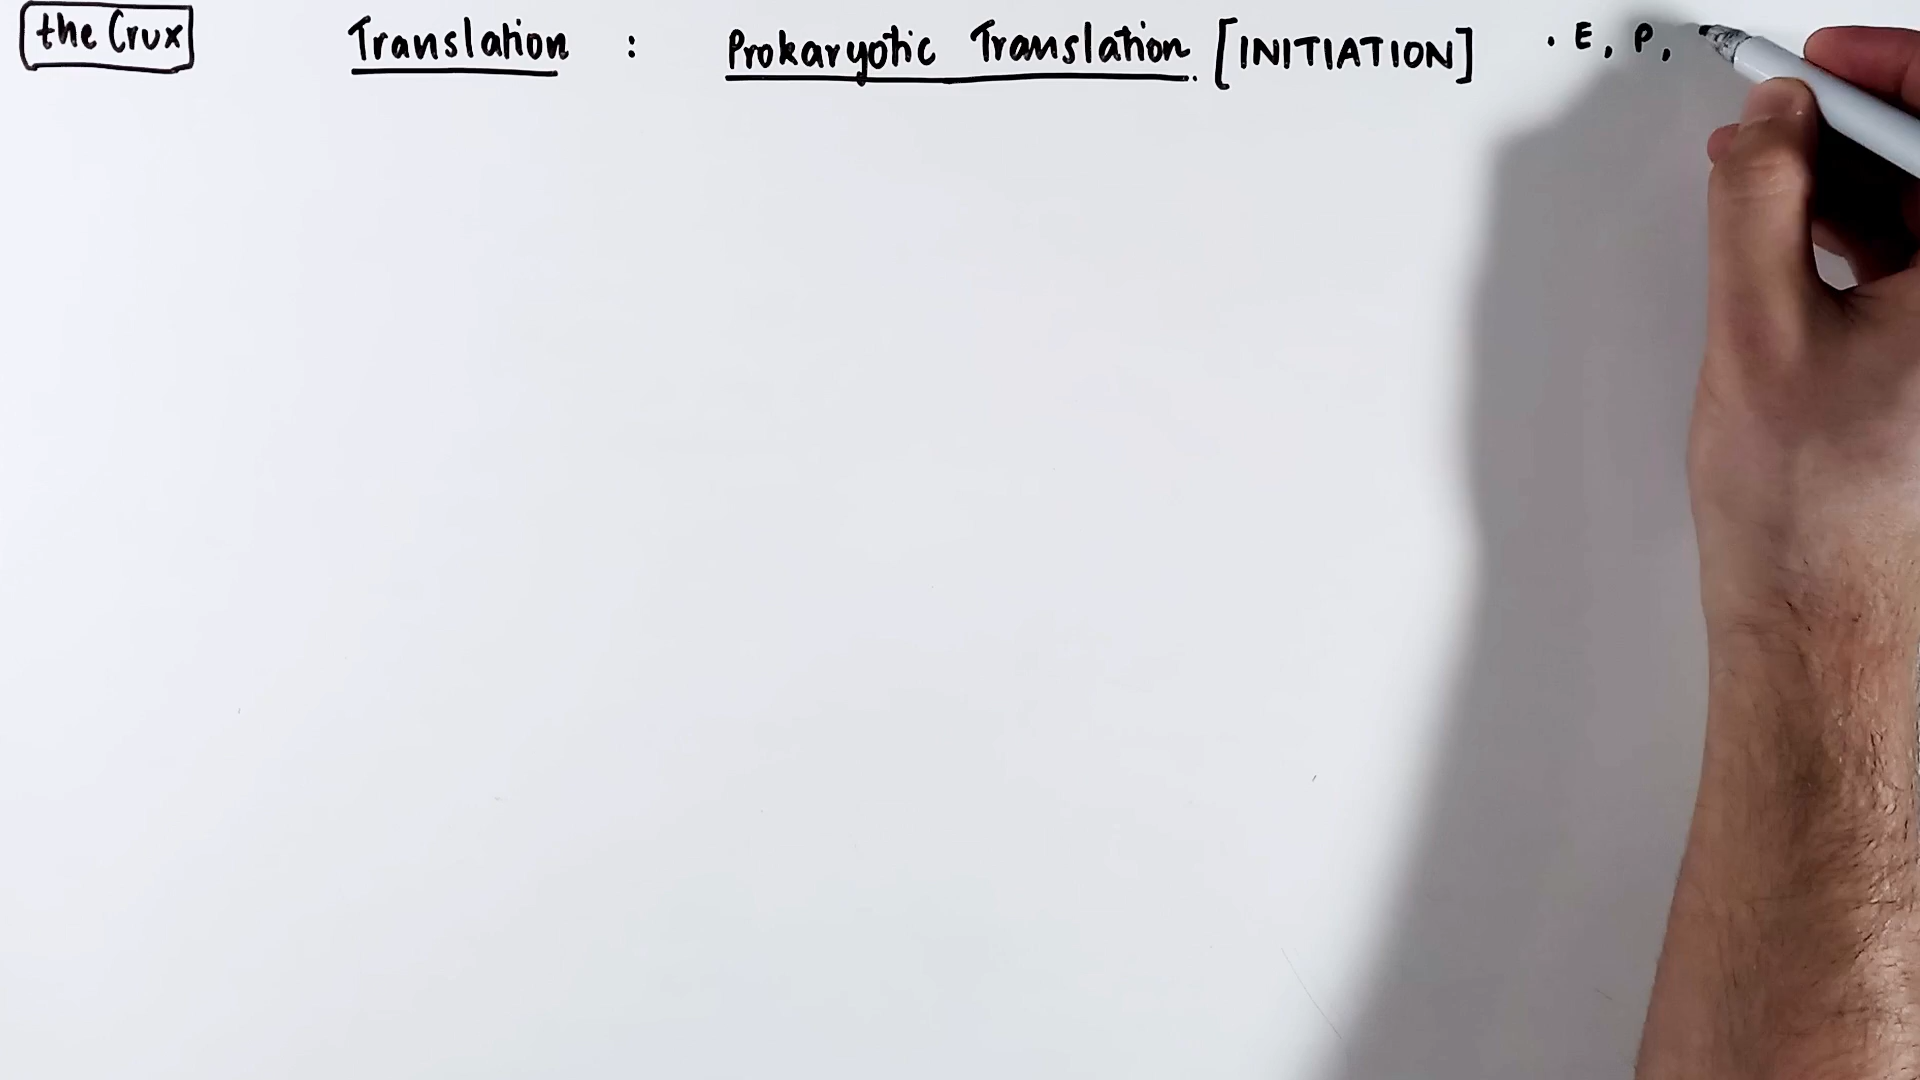 the Crux Translation : Prokaryotic Translation. [INITIATION] · E, P,